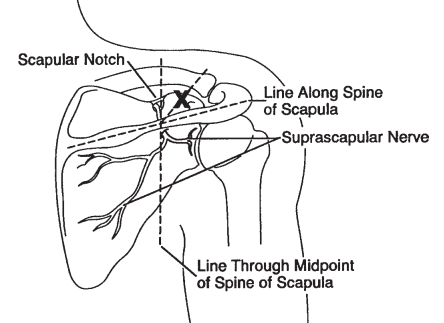 Scapular Notch
X
Line Along Spine
of Scapula
Suprascapular Nerve
Line Through Midpoint
of Spine of Scapula